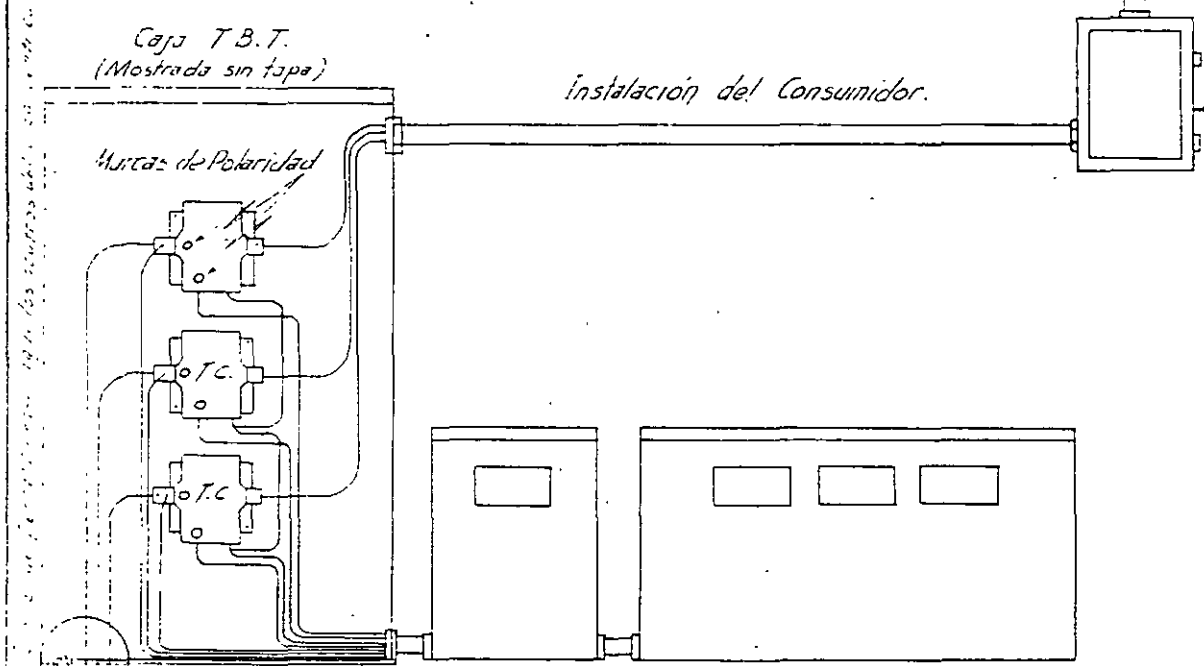 Caja T.B.T.
(Mostrada sin tapa)
Instalación del Consumidor.
Marcas de Polaridad
T.C.
T.C